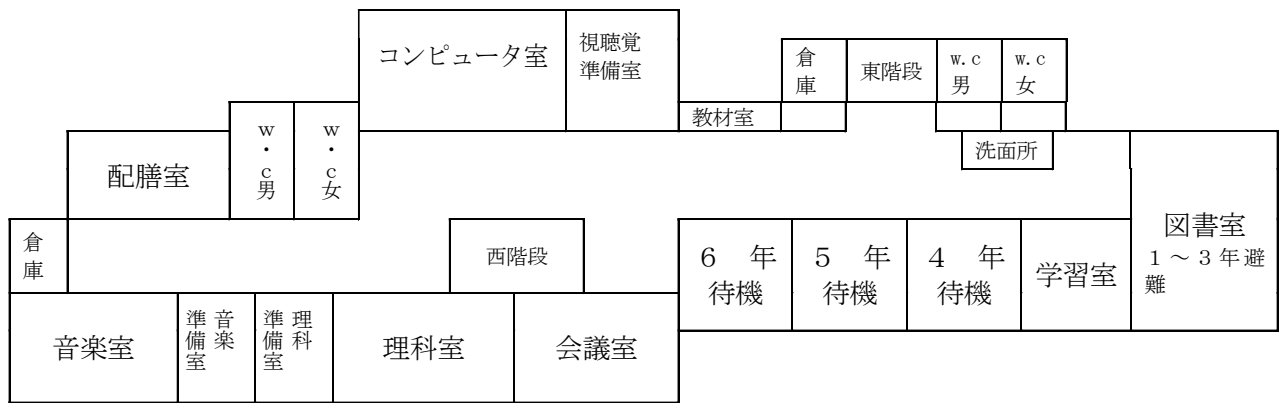 コンピュータ室
視聴覚
準備室
倉
庫
東階段
w.c
男
w.c
女
教材室
洗面所
配膳室
w・c男
w・c女
倉
庫
西階段
6 年
待機
5 年
待機
4 年
待機
学習室
図書室
1~3年避
難
音楽室
音楽
準備室
理科
準備室
理科室
会議室